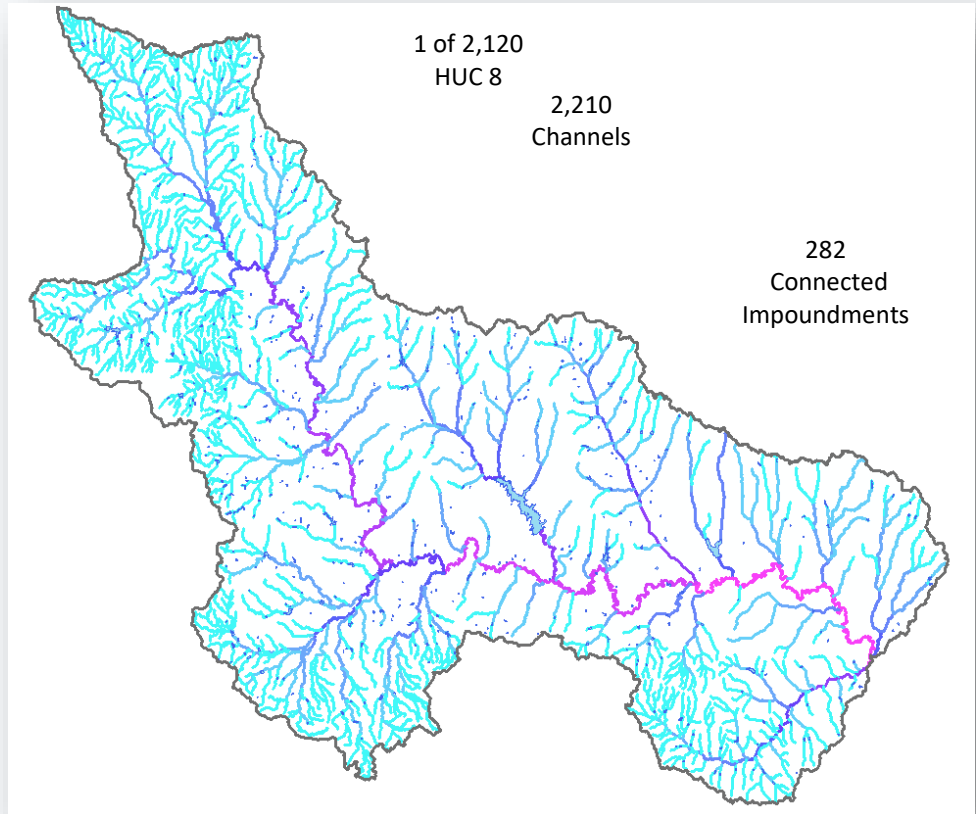 1 of 2,120
HUC 8
2,210
Channels
282
Connected
Impoundments